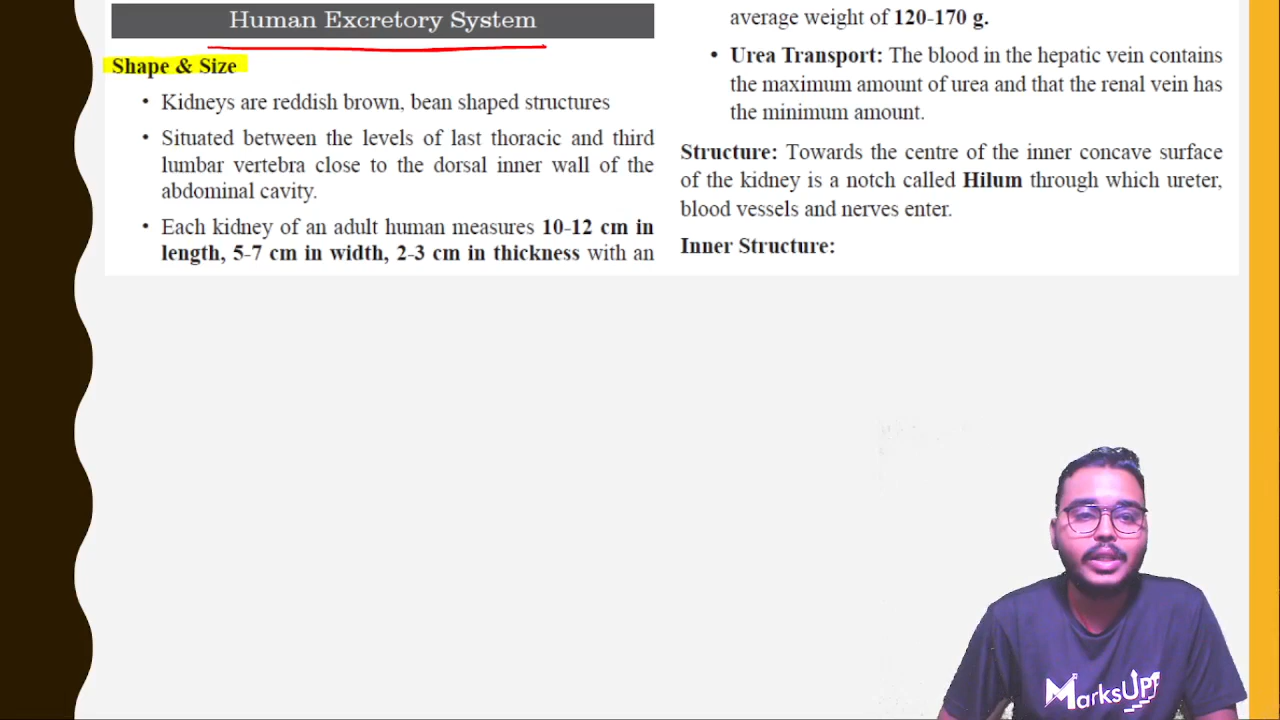 Human Excretory System
Shape & Size
• Kidneys are reddish brown, bean shaped structures
• Situated between the levels of last thoracic and third
lumbar vertebra close to the dorsal inner wall of the
abdominal cavity.
• Each kidney of an adult human measures 10-12 cm in
length, 5-7 cm in width, 2-3 cm in thickness with an
average weight of 120-170 g.
• Urea Transport: The blood in the hepatic vein contains
the maximum amount of urea and that the renal vein has
the minimum amount.
Structure: Towards the centre of the inner concave surface
of the kidney is a notch called Hilum through which ureter,
blood vessels and nerves enter.
Inner Structure:
MarksUP